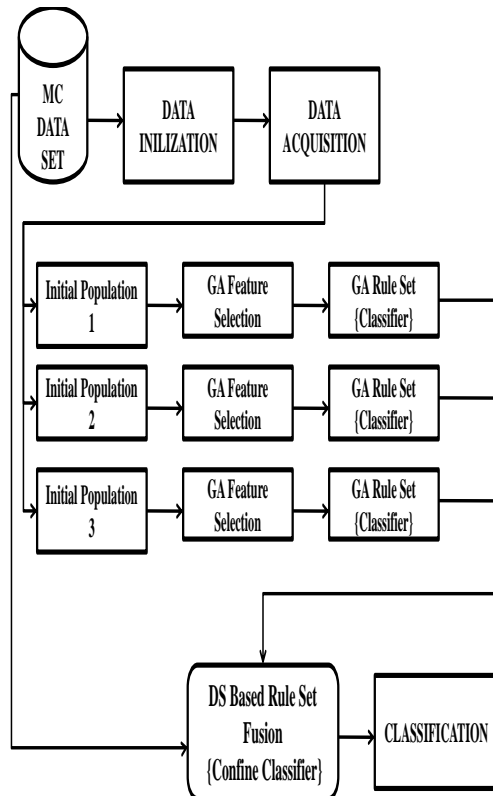 MC
DATA
SET
DATA
INILIZATION
DATA
ACQUISITION
Initial Population
1
GA Feature
Selection
GA Rule Set
{Classifier}
Initial Population
2
GA Feature
Selection
GA Rule Set
{Classifier}
Initial Population
3
GA Feature
Selection
GA Rule Set
{Classifier}
DS Based Rule Set
Fusion
{Confine Classifier}
CLASSIFICATION